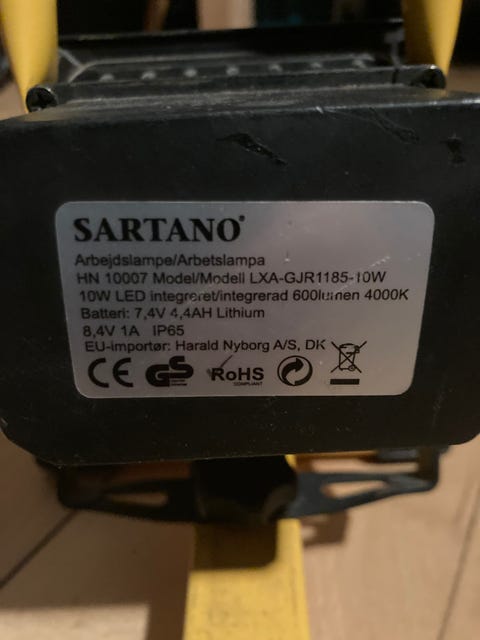 SARTANO®
Arbejdslampe/Arbetslampa
HN 10007 Model/Modell LXA-GJR1185-10W
10W LED integreret/integrerad 600lumen 4000K
Batteri: 7,4V 4,4AH Lithium
8,4V 1A IP65
EU-importør: Harald Nyborg A/S, DK
CE GS RoHS
COMPLIANT